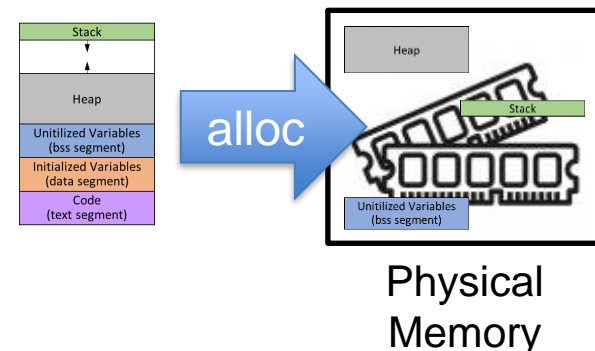 Stack
Heap
Unitilized Variables
(bss segment)
Initialized Variables
(data segment)
Code
(text segment)
alloc
Heap
Stack
Unitilized Variables
(bss segment)
Physical
Memory